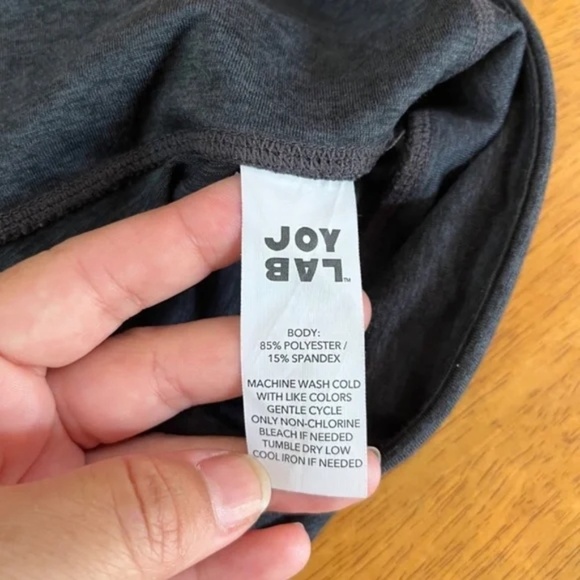 JOY
LAB™
BODY:
85% POLYESTER /
15% SPANDEX
MACHINE WASH COLD
WITH LIKE COLORS
GENTLE CYCLE
ONLY NON-CHLORINE
BLEACH IF NEEDED
TUMBLE DRY LOW
COOL IRON IF NEEDED